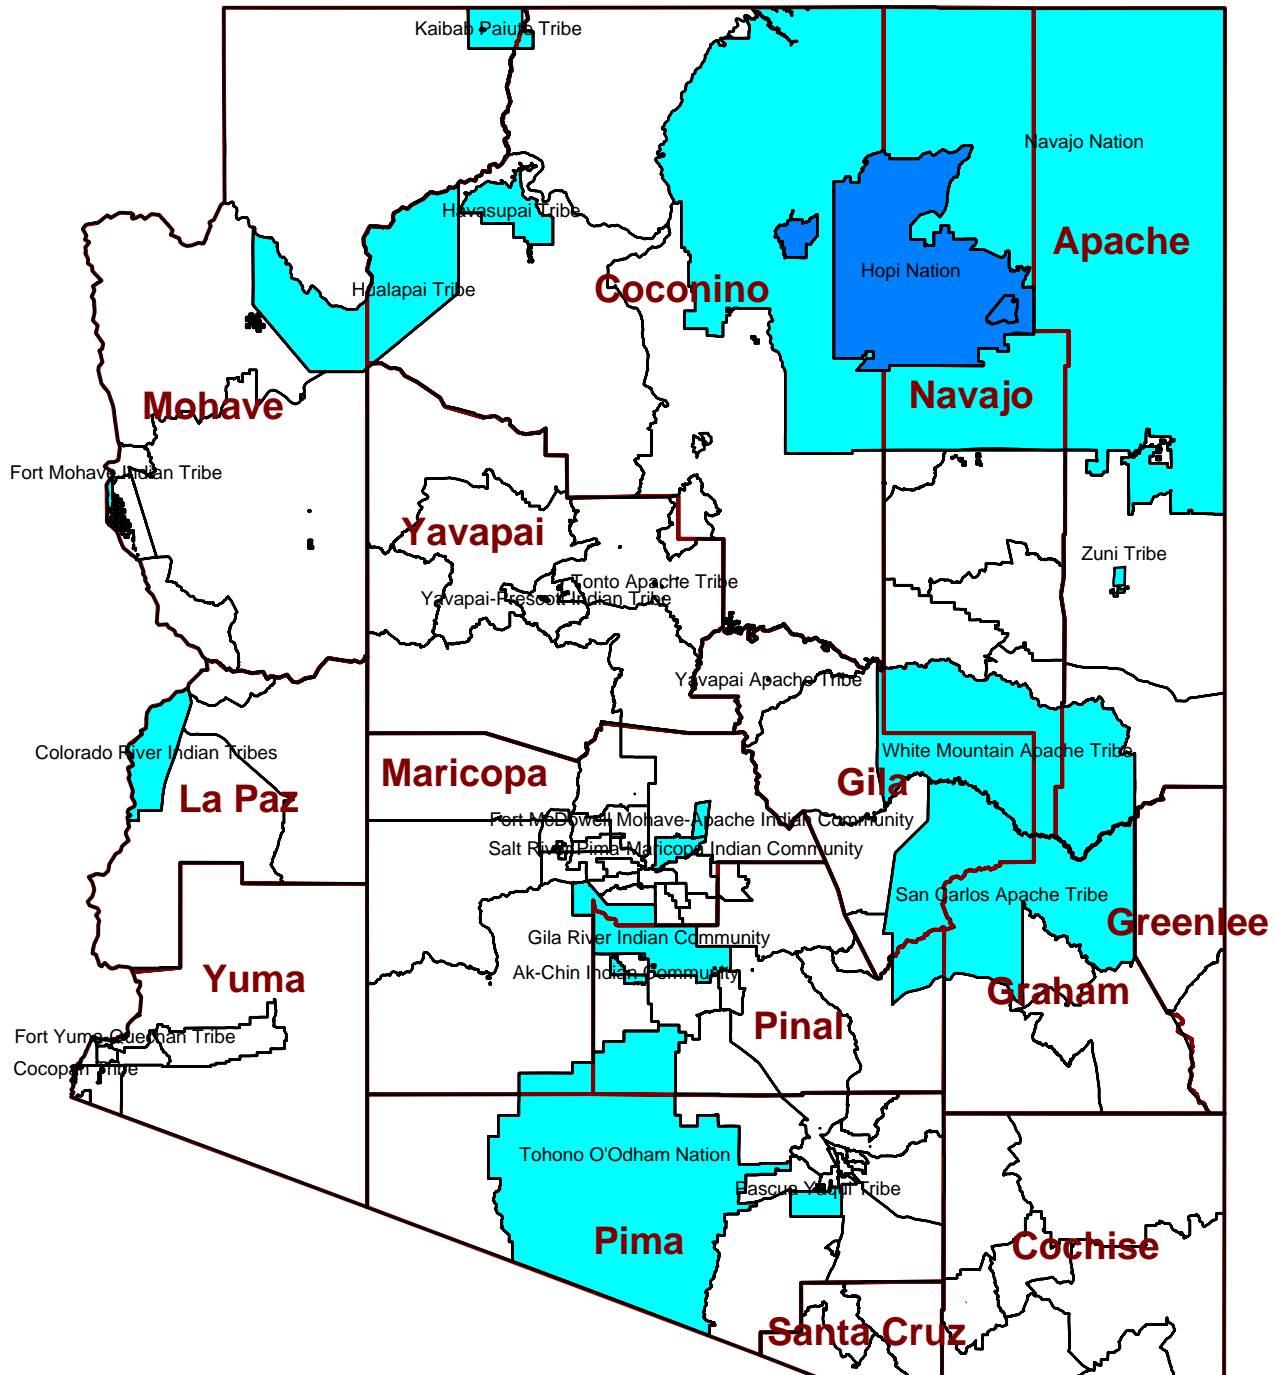 Kaibab Paiute Tribe
Navajo Nation
Havasupai Tribe
Apache
Hopi Nation
Hualapai Tribe
Coconino
Navajo
Mohave
Fort Mohave Indian Tribe
Yavapai
Zuni Tribe
Tonto Apache Tribe
Yavapai-Prescott Indian Tribe
Yavapai Apache Tribe
Colorado River Indian Tribes
White Mountain Apache Tribe
Maricopa
Gila
La Paz
Fort McDowell Mohave-Apache Indian Community
Salt River Pima-Maricopa Indian Community
San Carlos Apache Tribe
Greenlee
Gila River Indian Community
Ak-Chin Indian Community
Yuma
Graham
Pinal
Fort Yuma-Quechan Tribe
Cocopah Tribe
Tohono O'Odham Nation
Pascua Yaqui Tribe
Pima
Cochise
Santa Cruz